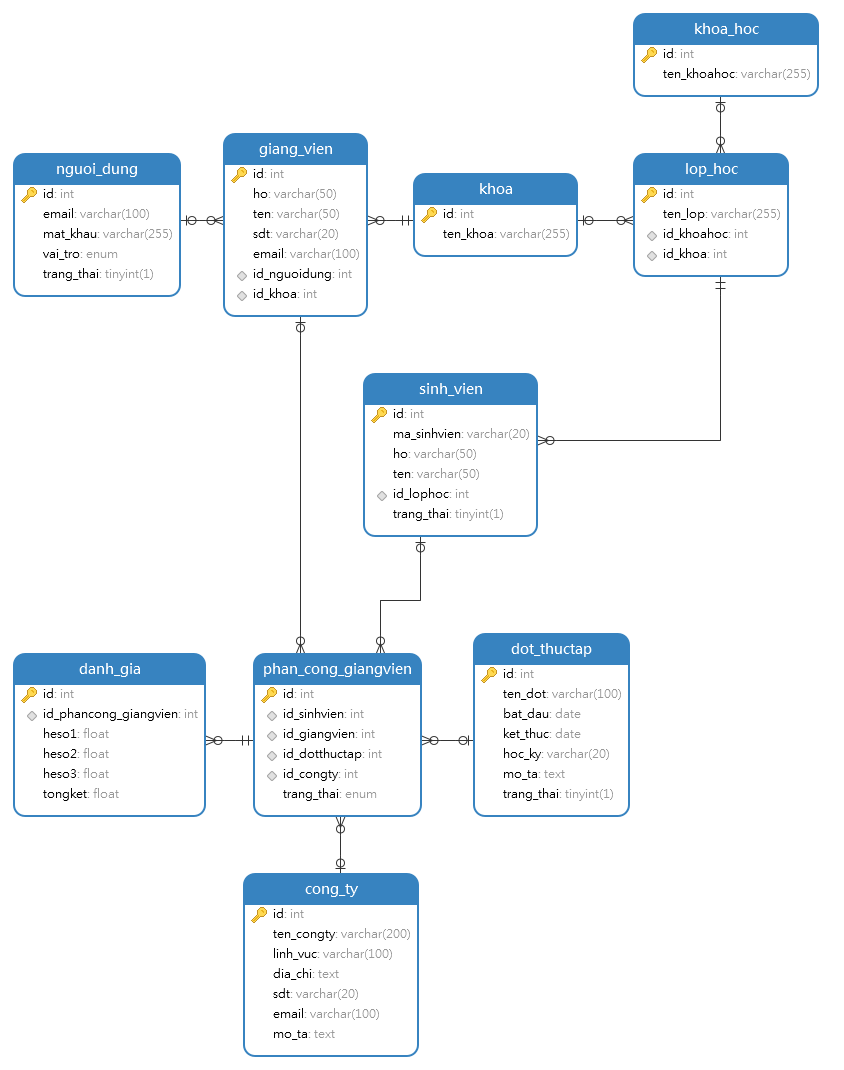 khoa_hoc
id: int
ten_khoahoc: varchar(255)
nguoi_dung
id: int
email: varchar(100)
mat_khau: varchar(255)
vai_tro: enum
trang_thai: tinyint(1)
giang_vien
id: int
ho: varchar(50)
ten: varchar(50)
sdt: varchar(20)
email: varchar(100)
id_nguoidung: int
id_khoa: int
khoa
id: int
ten_khoa: varchar(255)
lop_hoc
id: int
ten_lop: varchar(255)
id_khoahoc: int
id_khoa: int
sinh_vien
id: int
ma_sinhvien: varchar(20)
ho: varchar(50)
ten: varchar(50)
id_lophoc: int
trang_thai: tinyint(1)
danh_gia
id: int
id_phancong_giangvien: int
heso1: float
heso2: float
heso3: float
tongket: float
phan_cong_giangvien
id: int
id_sinhvien: int
id_giangvien: int
id_dotthuctap: int
id_congty: int
trang_thai: enum
dot_thuctap
id: int
ten_dot: varchar(100)
bat_dau: date
ket_thuc: date
hoc_ky: varchar(20)
mo_ta: text
trang_thai: tinyint(1)
cong_ty
id: int
ten_congty: varchar(200)
linh_vuc: varchar(100)
dia_chi: text
sdt: varchar(20)
email: varchar(100)
mo_ta: text